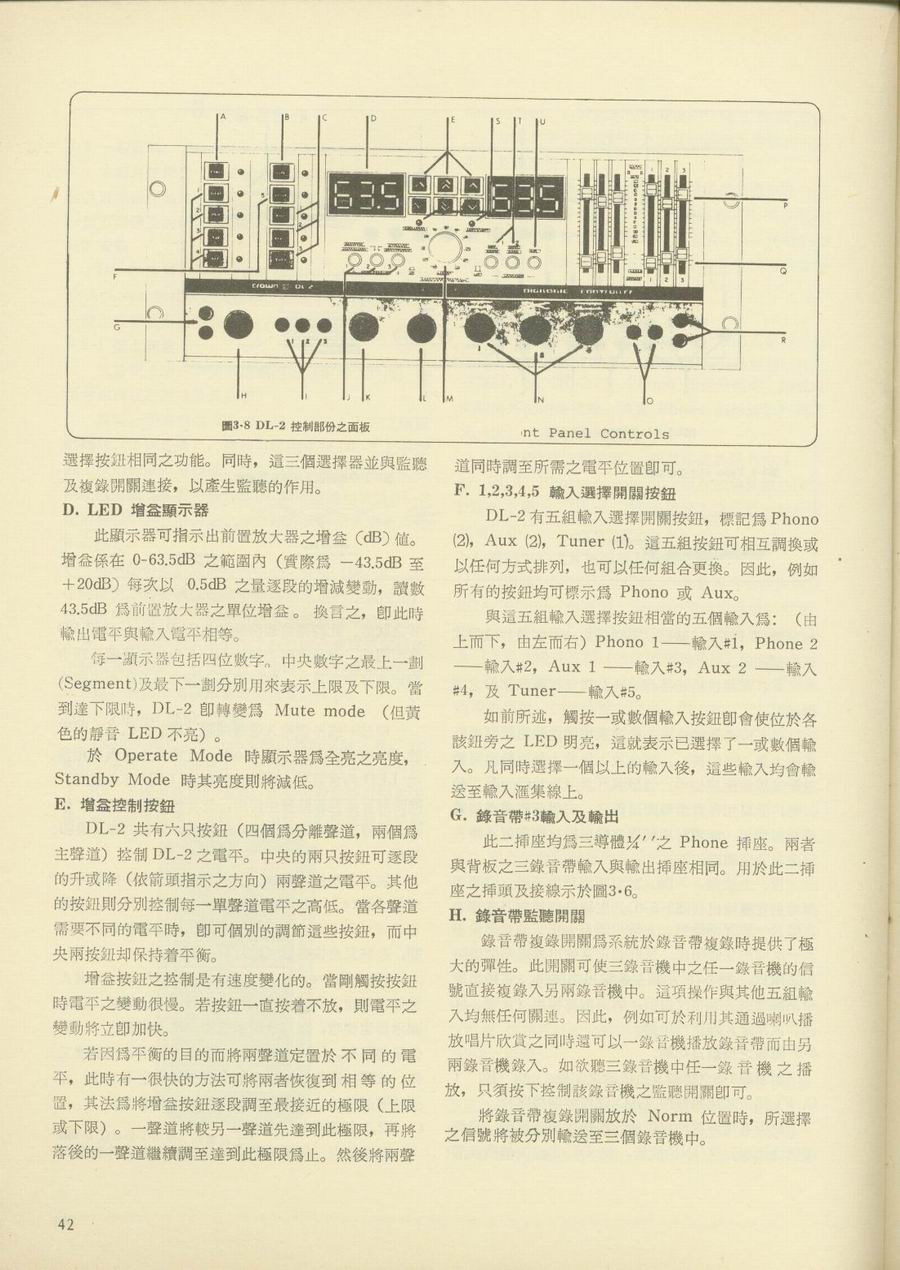 A
B
C
D
E
S
T
U
63.5
63.5
P
Q
F
G
R
crown DL 2
DIGILOGIC CONTROLLER
1 2 3
H
I
J
K
L
M
N
O
圖3·8 DL-2 控制部份之面板
nt Panel Controls
選擇按鈕相同之功能。同時，這三個選擇器並與監聽
及複錄開關連接，以產生監聽的作用。
D. LED 增益顯示器
此顯示器可指示出前置放大器之增益（dB）值。
增益係在 0-63.5dB 之範圍內（實際爲 －43.5dB 至
＋20dB）每次以 0.5dB 之量逐段的增減變動，讀數
43.5dB 爲前置放大器之單位增益。換言之，卽此時
輸出電平與輸入電平相等。
每一顯示器包括四位數字。中央數字之最上一劃
(Segment)及最下一劃分別用來表示上限及下限。當
到達下限時，DL-2 卽轉變爲 Mute mode （但黃
色的靜音 LED 不亮）。
於 Operate Mode 時顯示器爲全亮之亮度，
Standby Mode 時其亮度則將減低。
E. 增益控制按鈕
DL-2 共有六只按鈕（四個爲分離聲道，兩個爲
主聲道）控制 DL-2 之電平。中央的兩只按鈕可逐段
的升或降（依箭頭指示之方向）兩聲道之電平。其他
的按鈕則分別控制每一單聲道電平之高低。當各聲道
需要不同的電平時，卽可個別的調節這些按鈕，而中
央兩按鈕却保持着平衡。
增益按鈕之控制是有速度變化的。當剛觸按按鈕
時電平之變動很慢。若按鈕一直按着不放，則電平之
變動將立卽加快。
若因爲平衡的目的而將兩聲道定置於不同的電
平，此時有一很快的方法可將兩者恢復到相等的位
置，其法爲將增益按鈕逐段調至最接近的極限（上限
或下限）。一聲道將較另一聲道先達到此極限，再將
落後的一聲道繼續調至達到此極限爲止。然後將兩聲
道同時調至所需之電平位置卽可。
F. 1,2,3,4,5 輸入選擇開關按鈕
DL-2 有五組輸入選擇開關按鈕，標記爲 Phono
(2)，Aux (2)，Tuner (1)。這五組按鈕可相互調換或
以任何方式排列，也可以任何組合更換。因此，例如
所有的按鈕均可標示爲 Phono 或 Aux。
與這五組輸入選擇按鈕相當的五個輸入爲：（由
上而下，由左而右）Phono 1——輸入#1，Phone 2
——輸入#2，Aux 1 ——輸入#3，Aux 2 ——輸入
#4，及 Tuner——輸入#5。
如前所述，觸按一或數個輸入按鈕卽會使位於各
該鈕旁之 LED 明亮，這就表示已選擇了一或數個輸
入。凡同時選擇一個以上的輸入後，這些輸入均會輸
送至輸入滙集線上。
G. 錄音帶#3輸入及輸出
此二插座均爲三導體¼′′之 Phone 插座。兩者
與背板之三錄音帶輸入與輸出插座相同。用於此二插
座之插頭及接線示於圖3·6。
H. 錄音帶監聽開關
錄音帶複錄開關爲系統於錄音帶複錄時提供了極
大的彈性。此開關可使三錄音機中之任一錄音機的信
號直接複錄入另兩錄音機中。這項操作與其他五組輸
入均無任何關連。因此，例如可於利用其通過喇叭播
放唱片欣賞之同時還可以一錄音機播放錄音帶而由另
兩錄音機錄入。如欲聽三錄音機中任一錄音機之播
放，只須按下控制該錄音機之監聽開關卽可。
將錄音帶複錄開關放於 Norm 位置時，所選擇
之信號將被分別輸送至三個錄音機中。
42